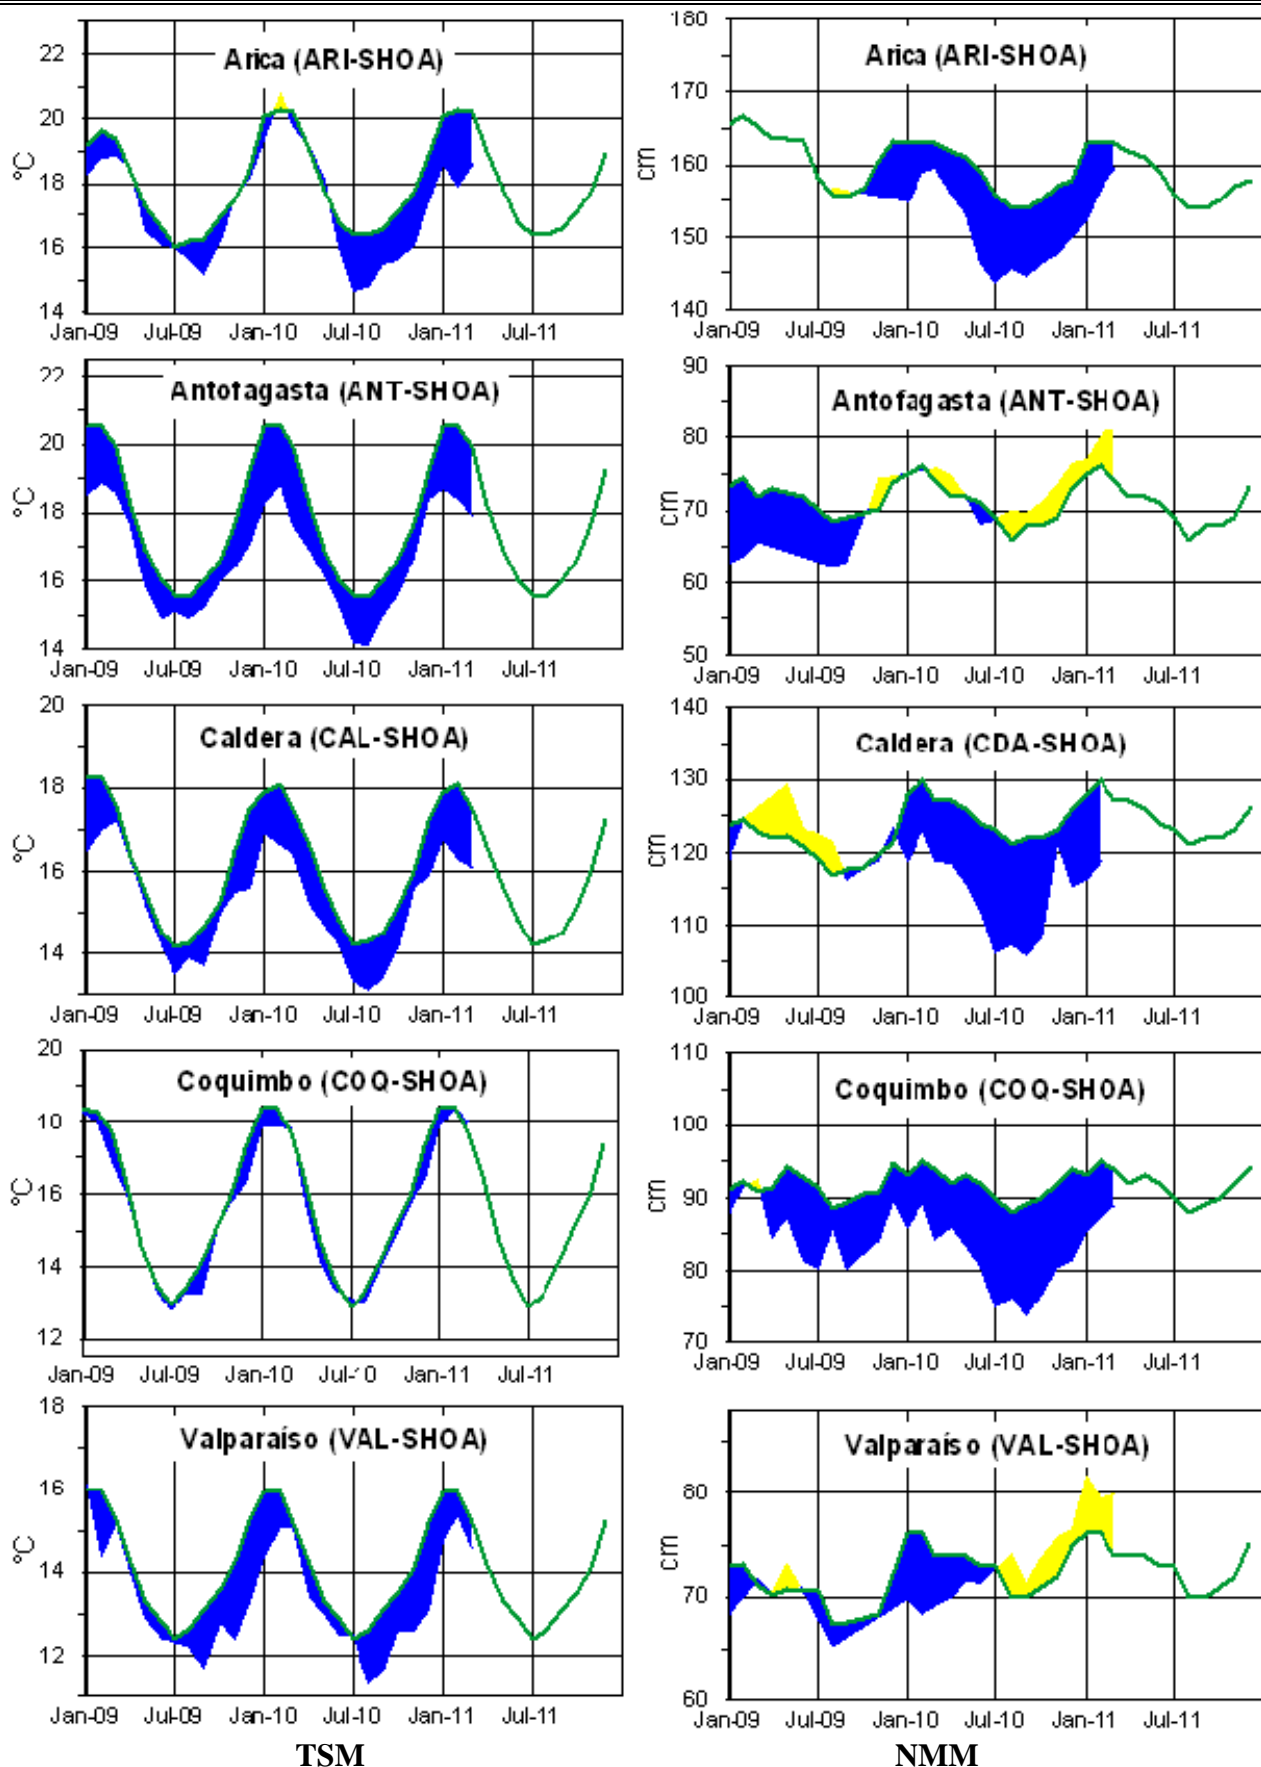 Arica (ARI-SHOA)
22
20
18
16
14
°C
Jan-09 Jul-09 Jan-10 Jul-10 Jan-11 Jul-11
Arica (ARI-SHOA)
180
170
160
150
140
cm
Jan-09 Jul-09 Jan-10 Jul-10 Jan-11 Jul-11
Antofagasta (ANT-SHOA)
22
20
18
16
14
°C
Jan-09 Jul-09 Jan-10 Jul-10 Jan-11 Jul-11
Antofagasta (ANT-SHOA)
90
80
70
60
50
cm
Jan-09 Jul-09 Jan-10 Jul-10 Jan-11 Jul-11
Caldera (CAL-SHOA)
20
18
16
14
°C
Jan-09 Jul-09 Jan-10 Jul-10 Jan-11 Jul-11
Caldera (CDA-SHOA)
140
130
120
110
100
cm
Jan-09 Jul-09 Jan-10 Jul-10 Jan-11 Jul-11
Coquimbo (COQ-SHOA)
20
18
16
14
12
°C
Jan-09 Jul-09 Jan-10 Jul-10 Jan-11 Jul-11
Coquimbo (COQ-SHOA)
110
100
90
80
70
cm
Jan-09 Jul-09 Jan-10 Jul-10 Jan-11 Jul-11
Valparaíso (VAL-SHOA)
18
16
14
12
°C
Jan-09 Jul-09 Jan-10 Jul-10 Jan-11 Jul-11
Valparaíso (VAL-SHOA)
80
70
60
cm
Jan-09 Jul-09 Jan-10 Jul-10 Jan-11 Jul-11
TSM
NMM